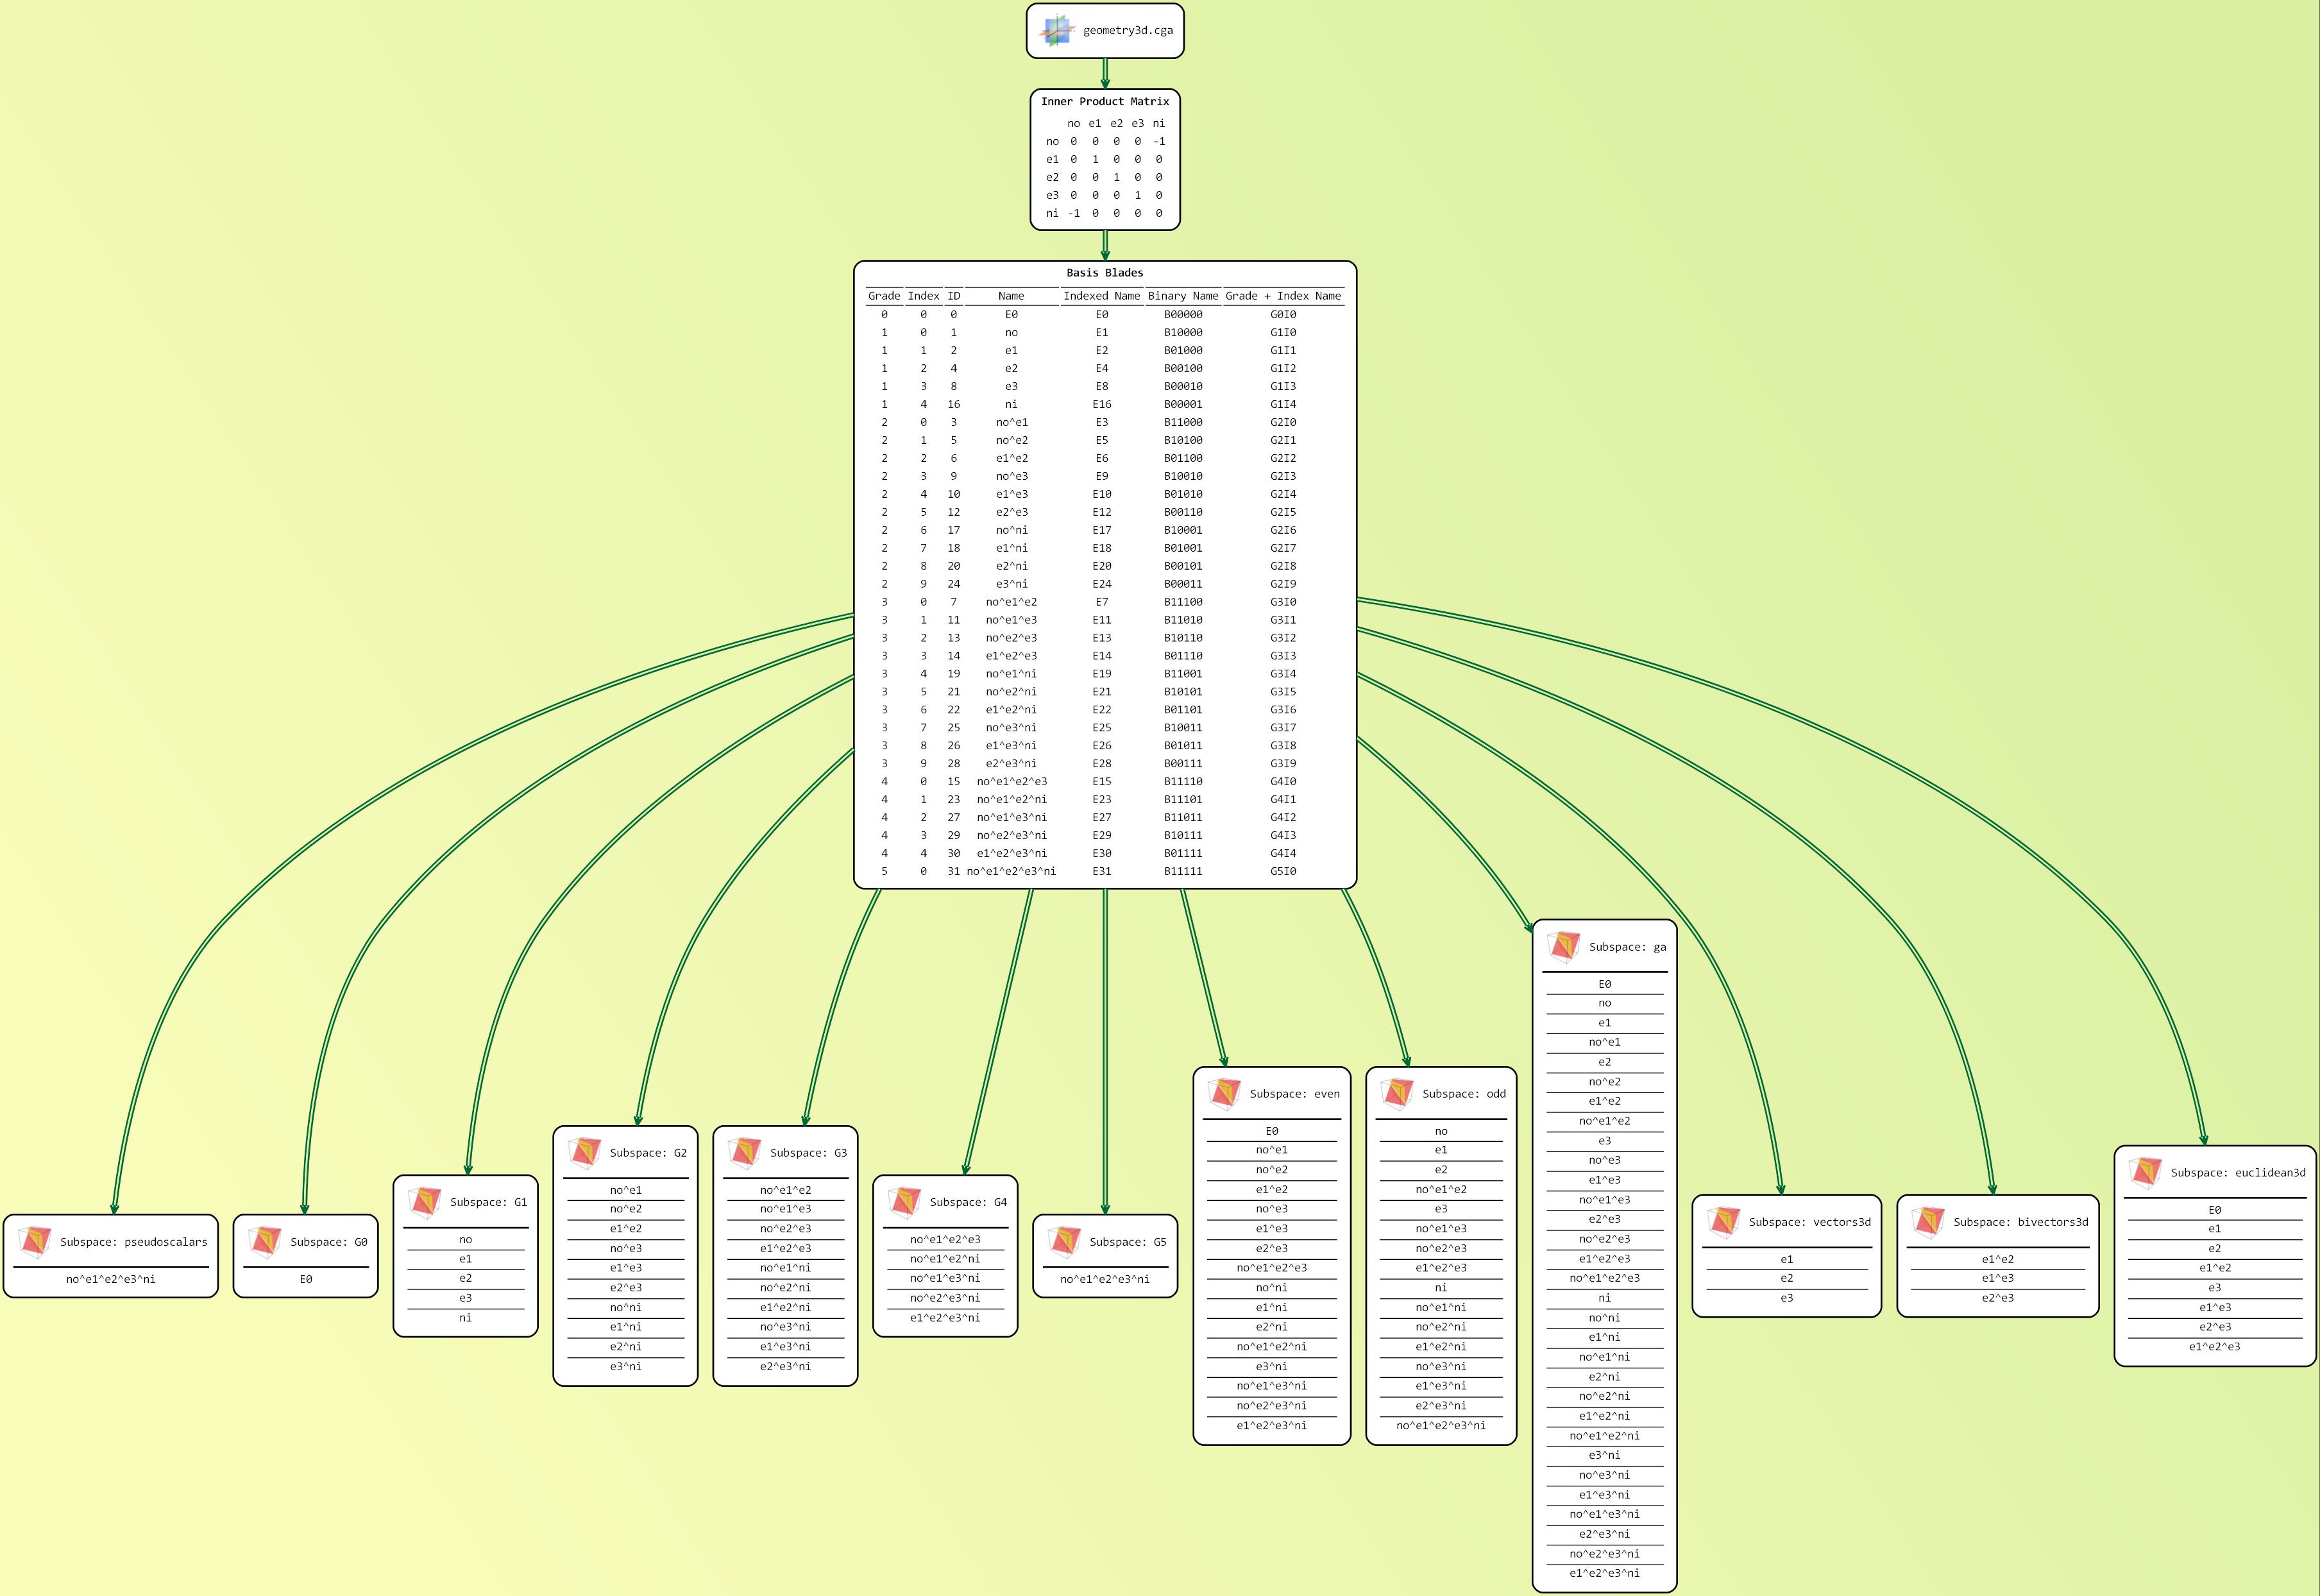 geometry3d.cga
Inner Product Matrix
no e1 e2 e3 ni
no 0 0 0 0 -1
e1 0 1 0 0 0
e2 0 0 1 0 0
e3 0 0 0 1 0
ni -1 0 0 0 0
Basis Blades
Grade Index ID Name Indexed Name Binary Name Grade + Index Name
0 0 0 E0 E0 B00000 G0I0
1 0 1 no E1 B10000 G1I0
1 1 2 e1 E2 B01000 G1I1
1 2 4 e2 E4 B00100 G1I2
1 3 8 e3 E8 B00010 G1I3
1 4 16 ni E16 B00001 G1I4
2 0 3 no^e1 E3 B11000 G2I0
2 1 5 no^e2 E5 B10100 G2I1
2 2 6 e1^e2 E6 B01100 G2I2
2 3 9 no^e3 E9 B10010 G2I3
2 4 10 e1^e3 E10 B01010 G2I4
2 5 12 e2^e3 E12 B00110 G2I5
2 6 17 no^ni E17 B10001 G2I6
2 7 18 e1^ni E18 B01001 G2I7
2 8 20 e2^ni E20 B00101 G2I8
2 9 24 e3^ni E24 B00011 G2I9
3 0 7 no^e1^e2 E7 B11100 G3I0
3 1 11 no^e1^e3 E11 B11010 G3I1
3 2 13 no^e2^e3 E13 B10110 G3I2
3 3 14 e1^e2^e3 E14 B01110 G3I3
3 4 19 no^e1^ni E19 B11001 G3I4
3 5 21 no^e2^ni E21 B10101 G3I5
3 6 22 e1^e2^ni E22 B01101 G3I6
3 7 25 no^e3^ni E25 B10011 G3I7
3 8 26 e1^e3^ni E26 B01011 G3I8
3 9 28 e2^e3^ni E28 B00111 G3I9
4 0 15 no^e1^e2^e3 E15 B11110 G4I0
4 1 23 no^e1^e2^ni E23 B11101 G4I1
4 2 27 no^e1^e3^ni E27 B11011 G4I2
4 3 29 no^e2^e3^ni E29 B10111 G4I3
4 4 30 e1^e2^e3^ni E30 B01111 G4I4
5 0 31 no^e1^e2^e3^ni E31 B11111 G5I0
Subspace: pseudoscalars
no^e1^e2^e3^ni
Subspace: G0
E0
Subspace: G1
no
e1
e2
e3
ni
Subspace: G2
no^e1
no^e2
e1^e2
no^e3
e1^e3
e2^e3
no^ni
e1^ni
e2^ni
e3^ni
Subspace: G3
no^e1^e2
no^e1^e3
no^e2^e3
e1^e2^e3
no^e1^ni
no^e2^ni
e1^e2^ni
no^e3^ni
e1^e3^ni
e2^e3^ni
Subspace: G4
no^e1^e2^e3
no^e1^e2^ni
no^e1^e3^ni
no^e2^e3^ni
e1^e2^e3^ni
Subspace: G5
no^e1^e2^e3^ni
Subspace: even
E0
no^e1
no^e2
e1^e2
no^e3
e1^e3
e2^e3
no^e1^e2^e3
no^ni
e1^ni
e2^ni
no^e1^e2^ni
e3^ni
no^e1^e3^ni
no^e2^e3^ni
e1^e2^e3^ni
Subspace: odd
no
e1
e2
no^e1^e2
e3
no^e1^e3
no^e2^e3
e1^e2^e3
ni
no^e1^ni
no^e2^ni
e1^e2^ni
no^e3^ni
e1^e3^ni
e2^e3^ni
no^e1^e2^e3^ni
Subspace: ga
E0
no
e1
no^e1
e2
no^e2
e1^e2
no^e1^e2
e3
no^e3
e1^e3
no^e1^e3
e2^e3
no^e2^e3
e1^e2^e3
no^e1^e2^e3
ni
no^ni
e1^ni
no^e1^ni
e2^ni
no^e2^ni
e1^e2^ni
no^e1^e2^ni
e3^ni
no^e3^ni
e1^e3^ni
no^e1^e3^ni
e2^e3^ni
no^e2^e3^ni
e1^e2^e3^ni
Subspace: vectors3d
e1
e2
e3
Subspace: bivectors3d
e1^e2
e1^e3
e2^e3
Subspace: euclidean3d
E0
e1
e2
e1^e2
e3
e1^e3
e2^e3
e1^e2^e3